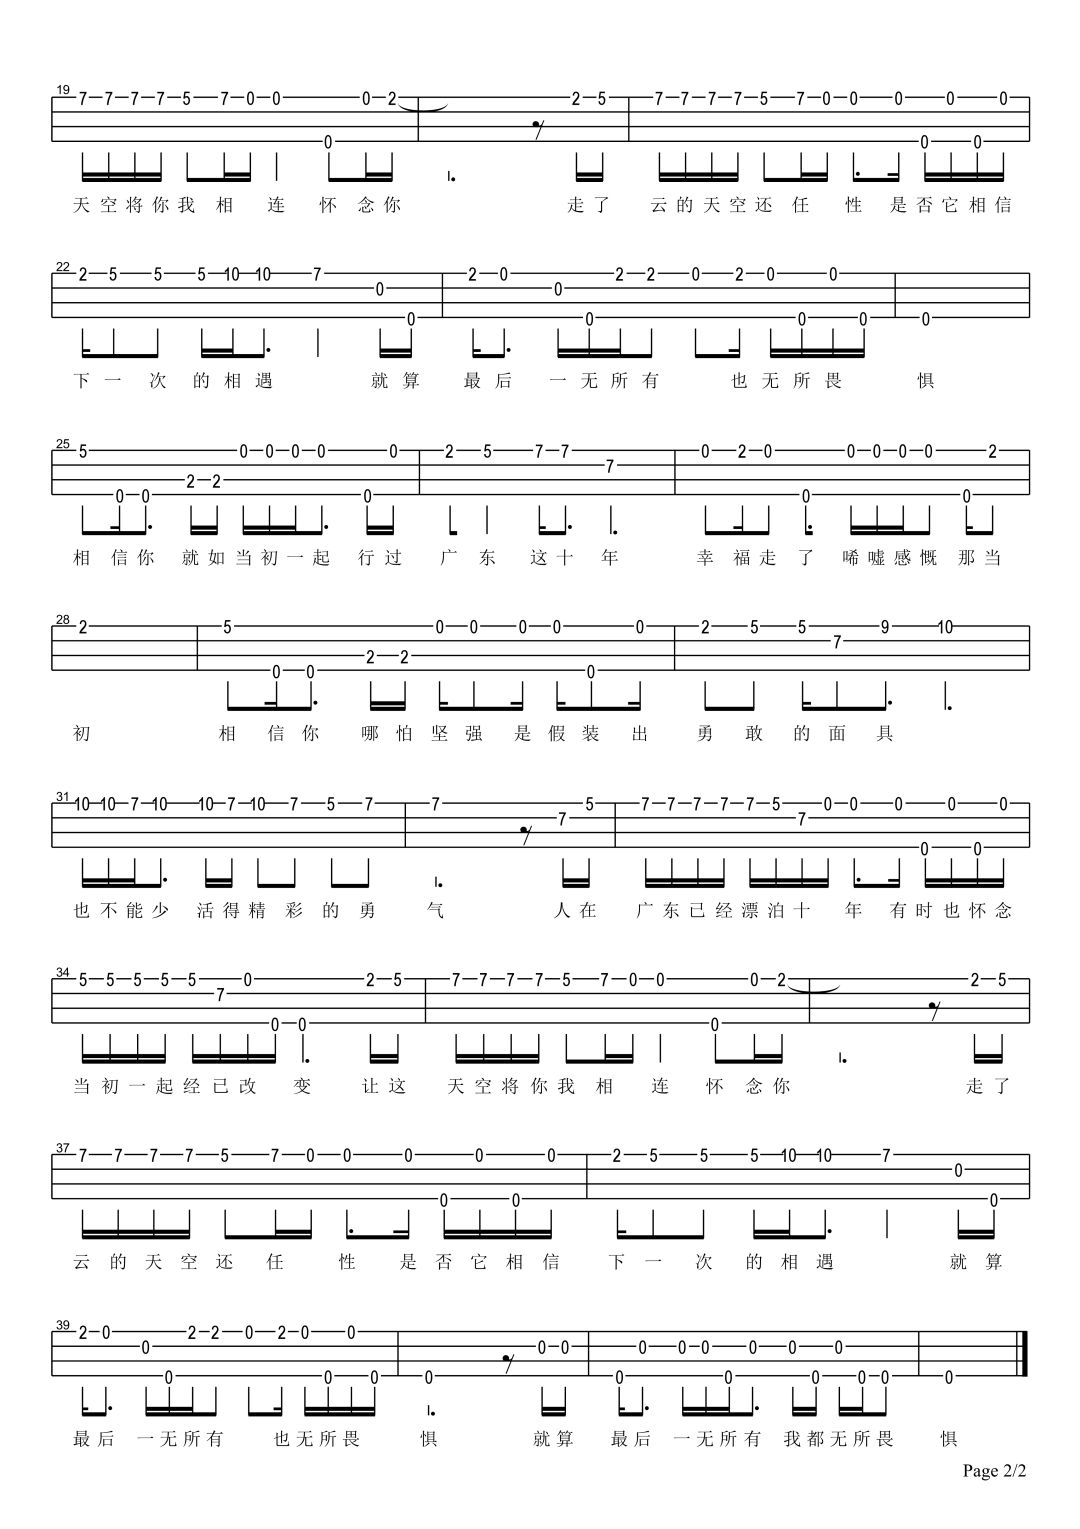 19 7 7 7 7 5 7 0 0 0 0 2 2 5 7 7 7 7 5 7 0 0 0 0 0 0 0
天空将你我相连怀念你 走了 云的天空还任性是否它相信
22 2 5 5 5 10 10 7 0 0 2 0 0 0 2 2 0 2 0 0 0 0 0
下一次的相遇 就算 最后一无所有 也无所畏 惧
25 5 0 0 2 2 0 0 0 0 0 0 2 5 7 7 7 0 2 0 0 0 0 0 0 0 2
相信你就如当初一起行过 广东这十年 幸福走了唏嘘感慨那当
28 2 5 0 0 2 2 0 0 0 0 0 0 2 5 5 7 9 10
初 相信你哪怕坚强是假装出 勇敢的面具
31 10 10 7 10 10 7 10 7 5 7 7 7 5 7 7 7 7 7 5 7 0 0 0 0 0 0 0
也不能少活得精彩的勇 气 人在 广东已经漂泊十年有时也怀念
34 5 5 5 5 5 7 0 0 0 2 5 7 7 7 7 5 7 0 0 0 0 2 2 5
当初一起经已改变 让这 天空将你我相连怀念你 走了
37 7 7 7 7 5 7 0 0 0 0 0 0 0 2 5 5 5 10 10 7 0 0
云的天空还任性是否它相信 下一次的相遇 就算
39 2 0 0 0 2 2 0 2 0 0 0 0 0 0 0 0 0 0 0 0 0 0 0 0 0 0 0
最后一无所有 也无所畏 惧 就算 最后一无所有我都无所畏 惧
Page 2/2